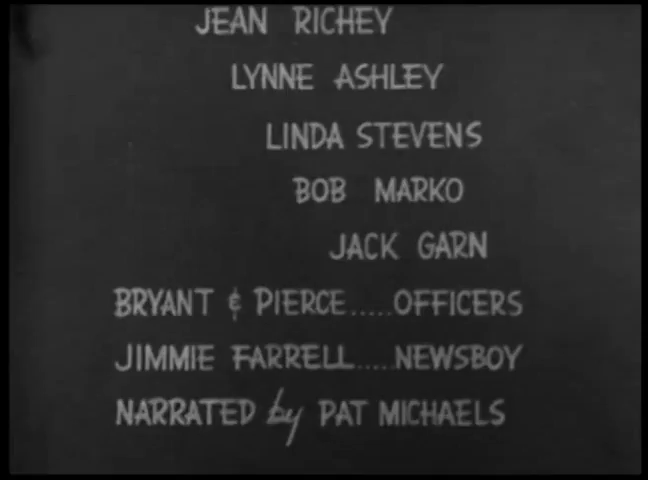 JEAN RICHEY
LYNNE ASHLEY
LINDA STEVENS
BOB MARKO
JACK GARN
BRYANT & PIERCE.....OFFICERS
JIMMIE FARRELL.....NEWSBOY
NARRATED by PAT MICHAELS